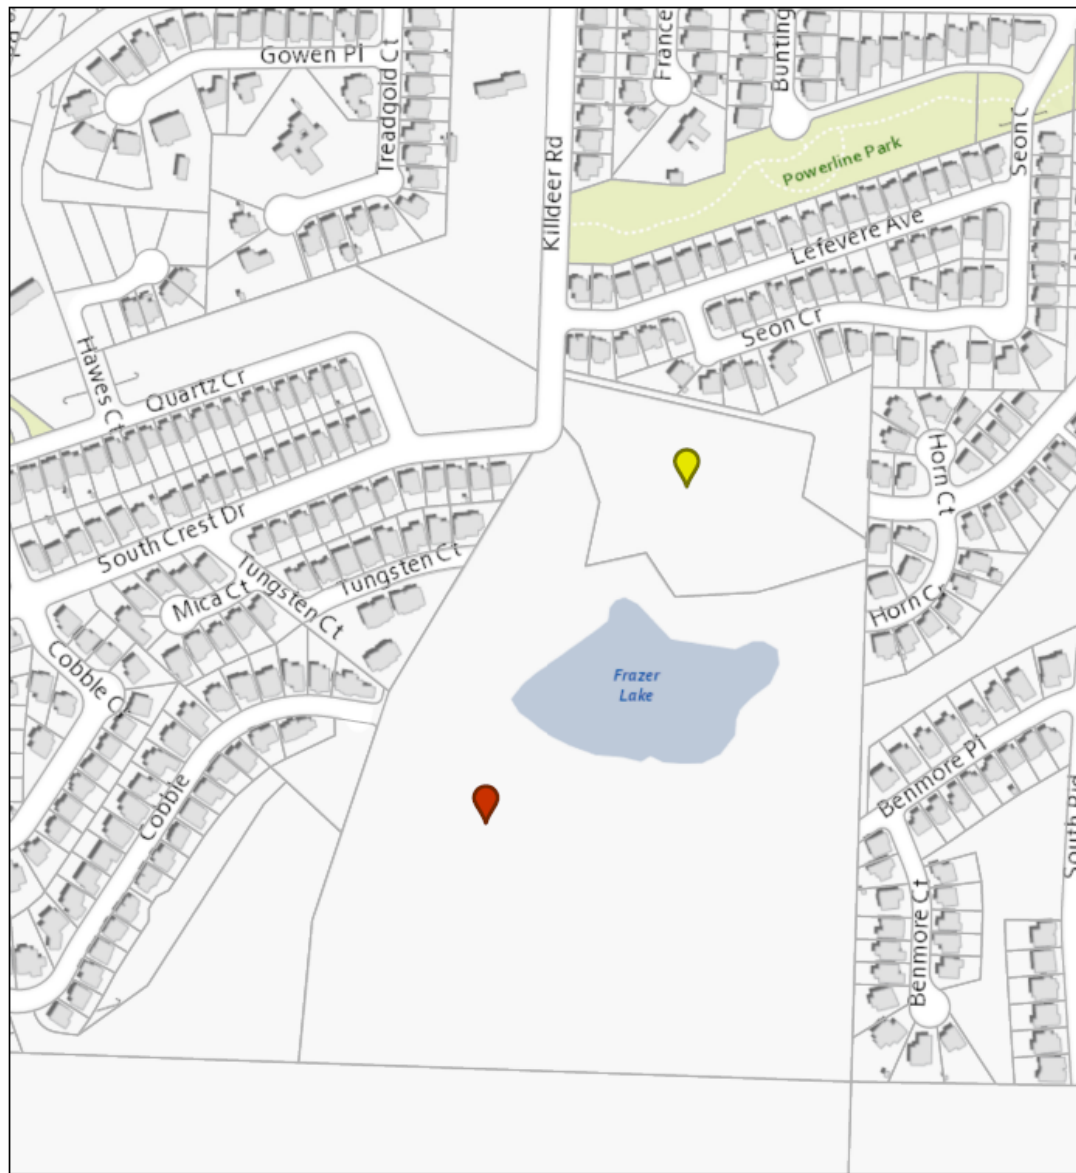 Gowen Pl
Treadgold Ct
France
Bunting
Killdeer Rd
Powerline Park
Seon C
Lefevere Ave
Seon Cr
Hawes Ct
Quartz Cr
South Crest Dr
Tungsten Ct
Tungsten Ct
Mica Ct
Horn Ct
Horn Cr
Cobble C
Frazer
Lake
Cobble
Benmore Pl
Benmore Ct
South Rid